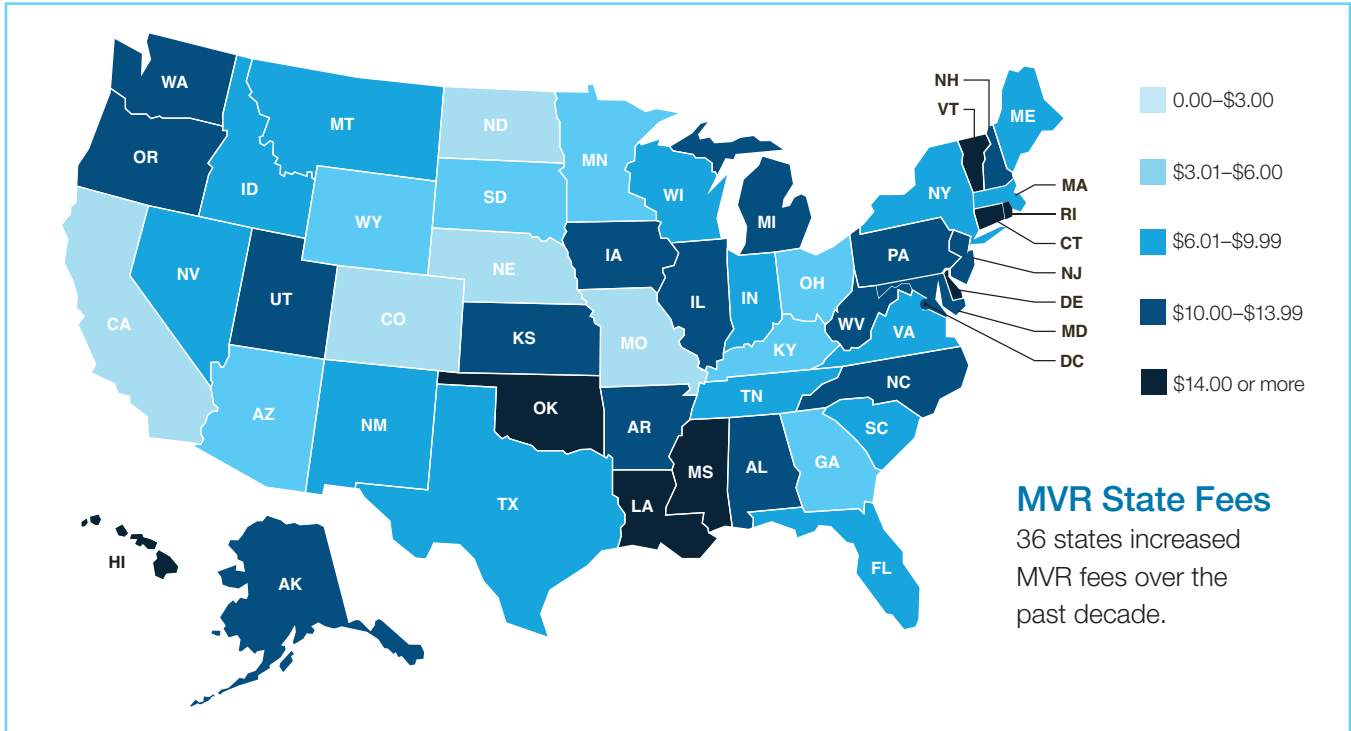 WA
OR
CA
ID
NV
MT
WY
UT
AZ
CO
NM
ND
SD
NE
KS
OK
TX
MN
IA
MO
AR
LA
WI
IL
MS
MI
IN
KY
TN
AL
OH
WV
GA
FL
SC
NC
VA
PA
NY
ME
NH
VT
MA
RI
CT
NJ
DE
MD
DC
HI
AK
0.00–$3.00
$3.01–$6.00
$6.01–$9.99
$10.00–$13.99
$14.00 or more
MVR State Fees
36 states increased
MVR fees over the
past decade.